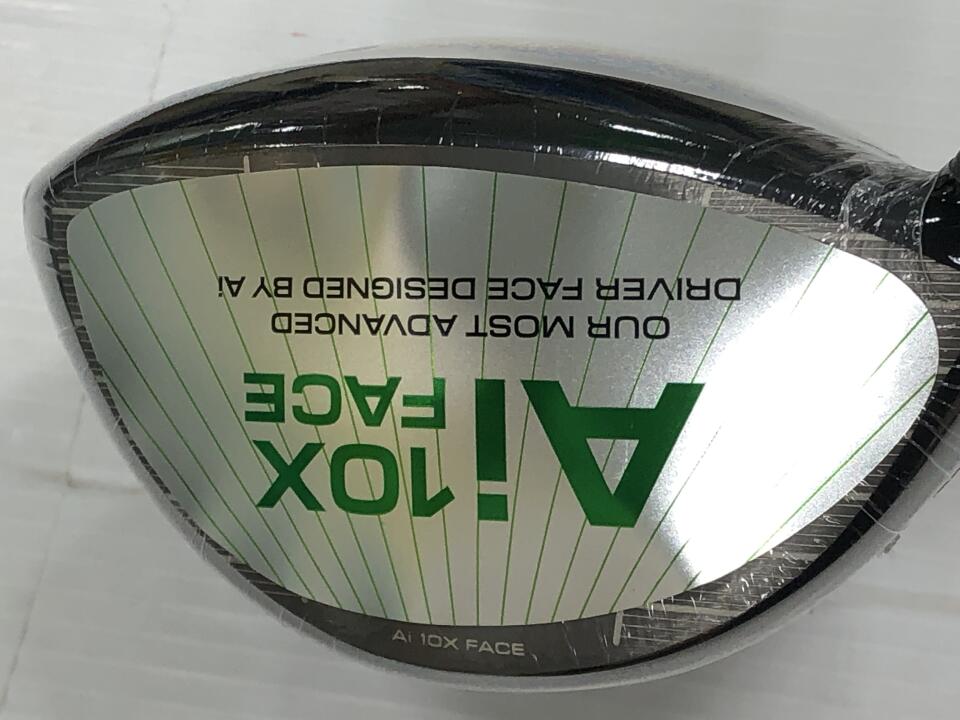 Ai 10X FACE
OUR MOST ADVANCED
DRIVER FACE DESIGNED BY Ai
Ai 10X FACE